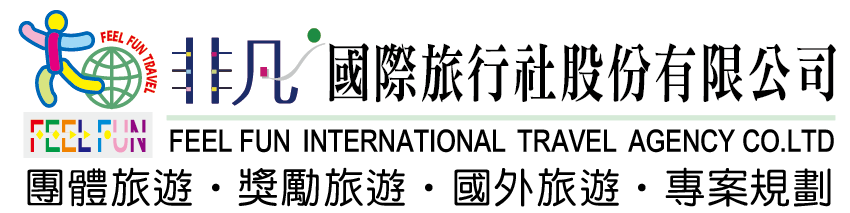 FEEL FUN TRAVEL
非凡國際旅行社股份有限公司
FEEL FUN
FEEL FUN INTERNATIONAL TRAVEL AGENCY CO.LTD
團體旅遊・獎勵旅遊・國外旅遊・專案規劃